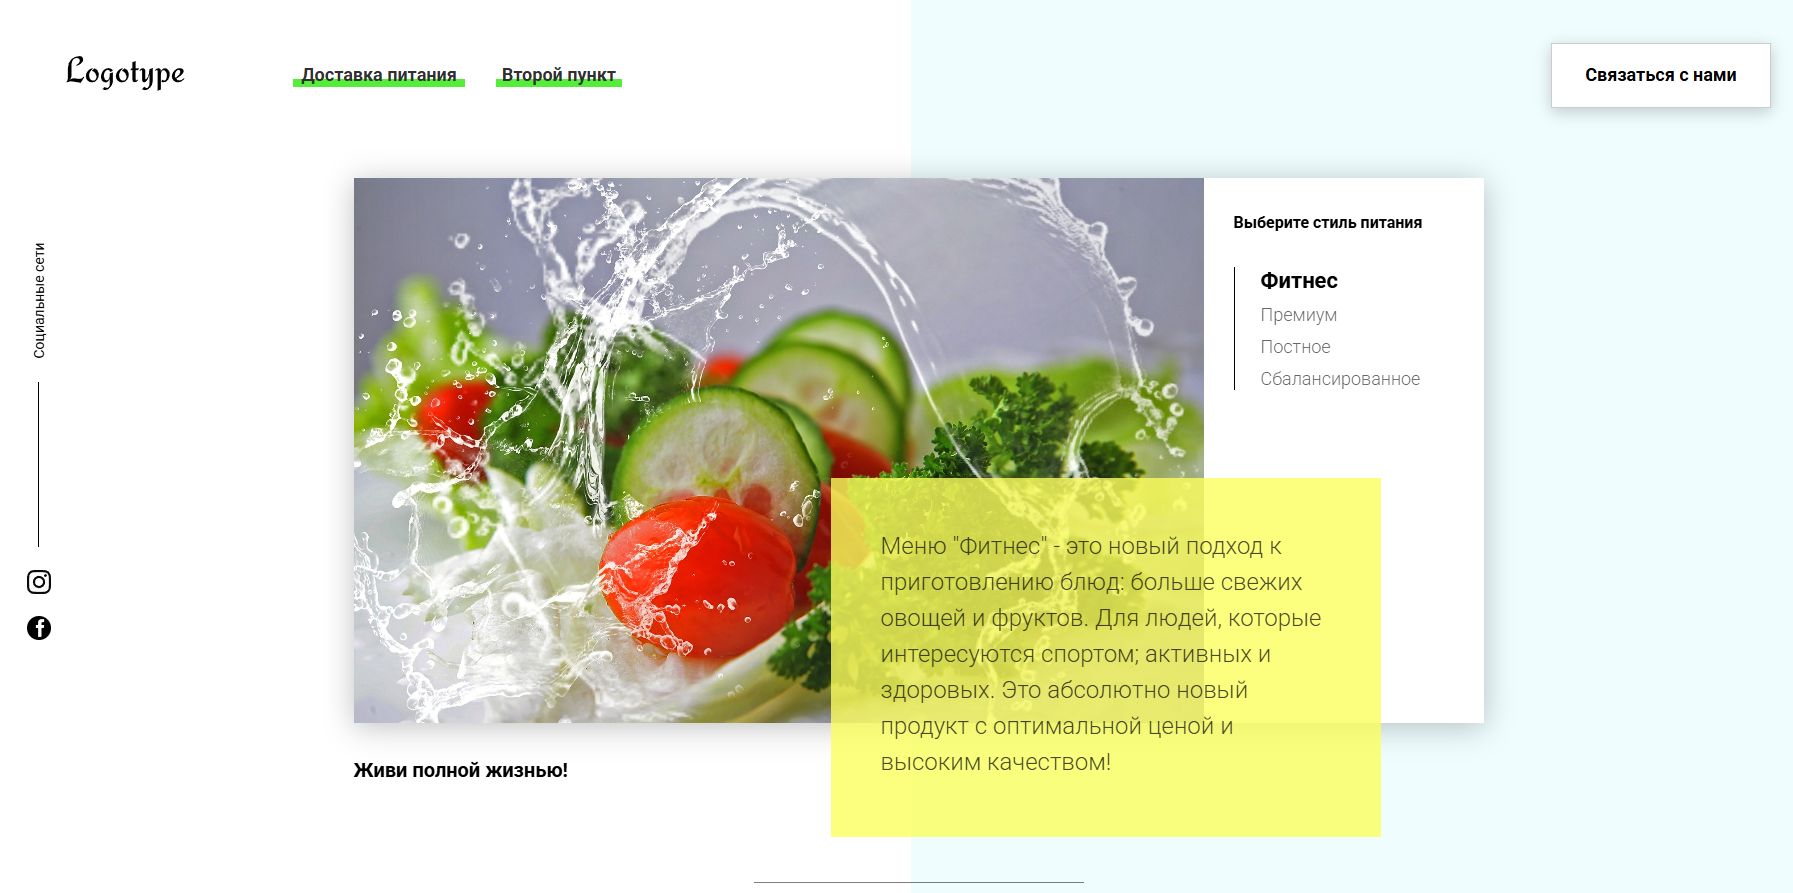 Logotype
Доставка питания
Второй пункт
Связаться с нами
Социальные сети
Выберите стиль питания
Фитнес
Премиум
Постное
Сбалансированное
Меню "Фитнес" - это новый подход к
приготовлению блюд: больше свежих
овощей и фруктов. Для людей, которые
интересуются спортом; активных и
здоровых. Это абсолютно новый
продукт с оптимальной ценой и
высоким качеством!
Живи полной жизнью!